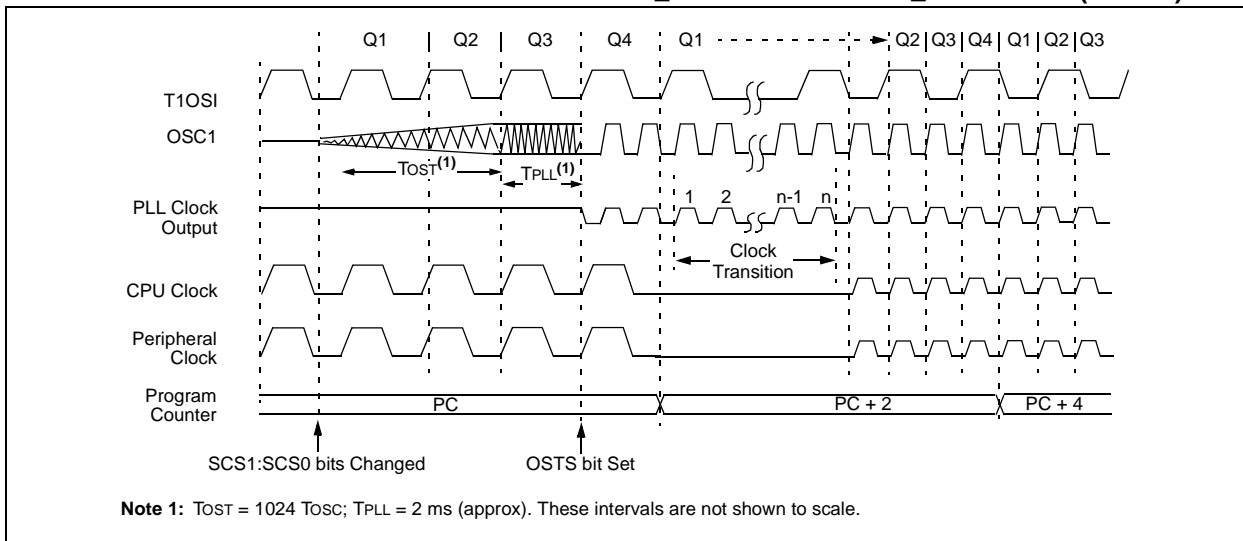 Q1 Q2 Q3 Q4 Q1 Q2 Q3 Q4 Q1 Q2 Q3
T1OSI
OSC1
TOST(1) TPLL(1)
1 2 n-1 n
PLL Clock
Output
Clock
Transition
CPU Clock
Peripheral
Clock
Program
Counter
PC PC + 2 PC + 4
SCS1:SCS0 bits Changed OSTS bit Set
Note 1: TOST = 1024 TOSC; TPLL = 2 ms (approx). These intervals are not shown to scale.